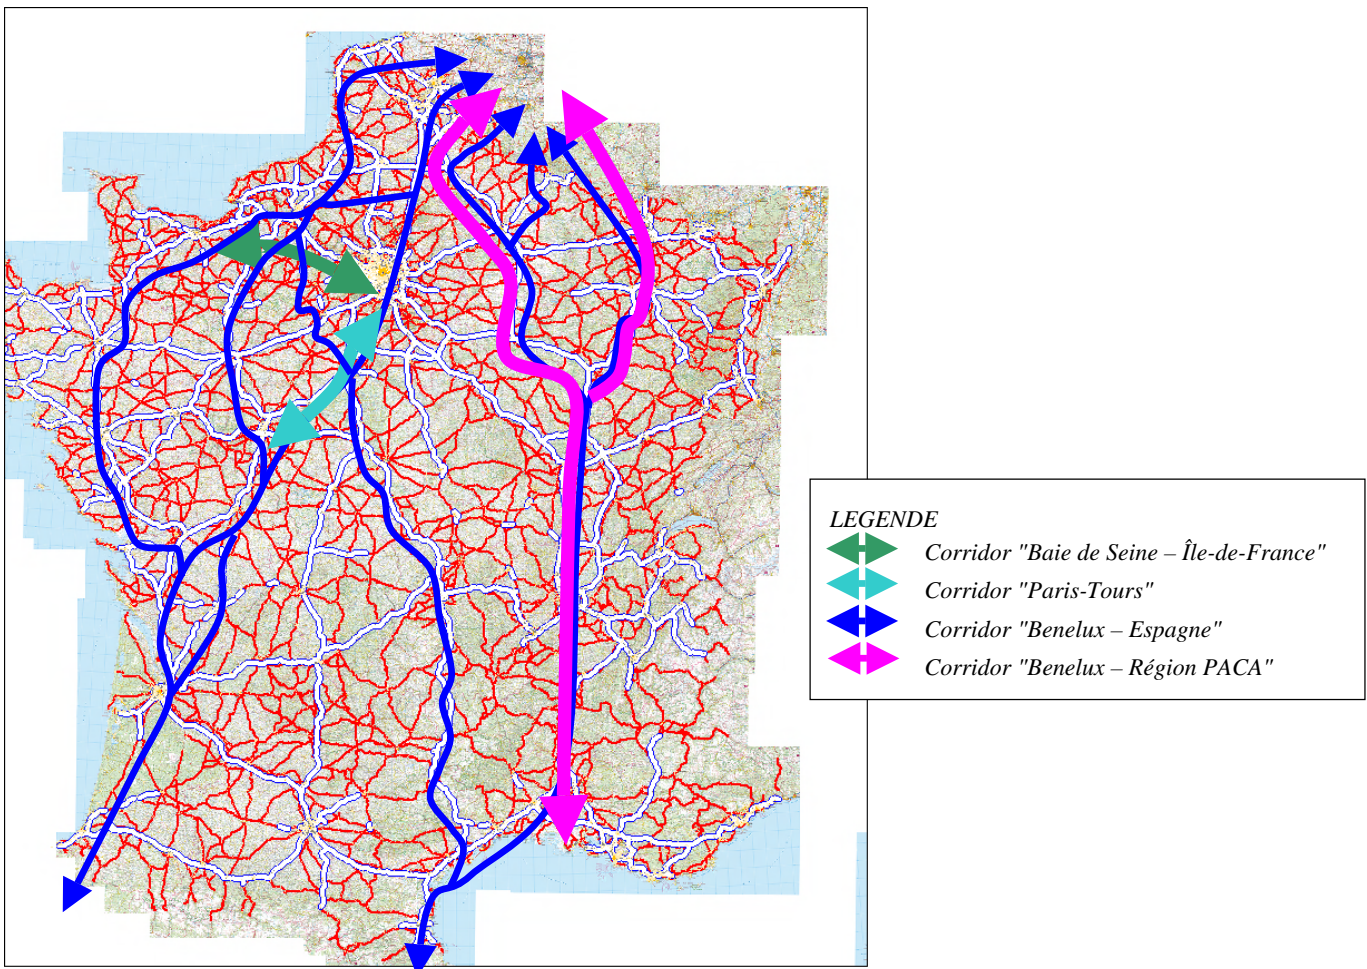 LEGENDE
Corridor "Baie de Seine – Île-de-France"
Corridor "Paris-Tours"
Corridor "Benelux – Espagne"
Corridor "Benelux – Région PACA"